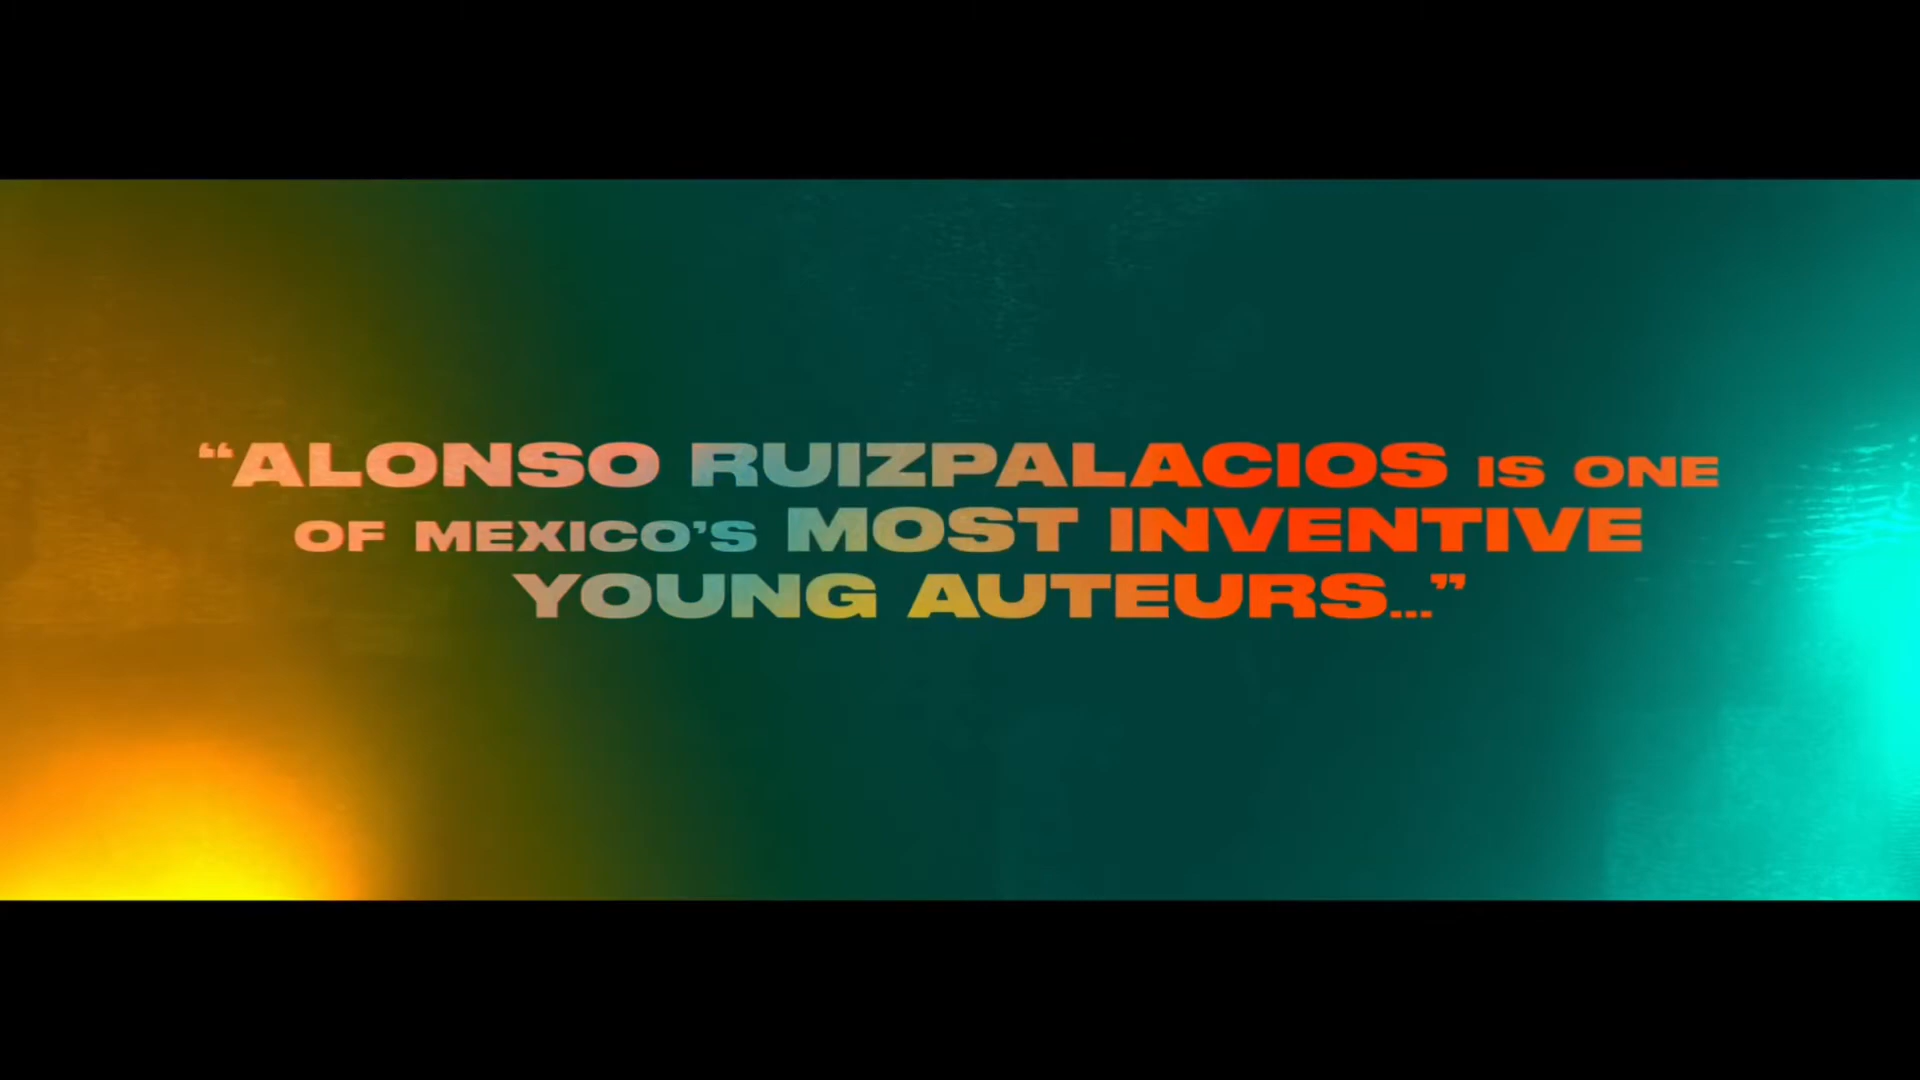 “ALONSO RUIZPALACIOS IS ONE
OF MEXICO’S MOST INVENTIVE
YOUNG AUTEURS...”